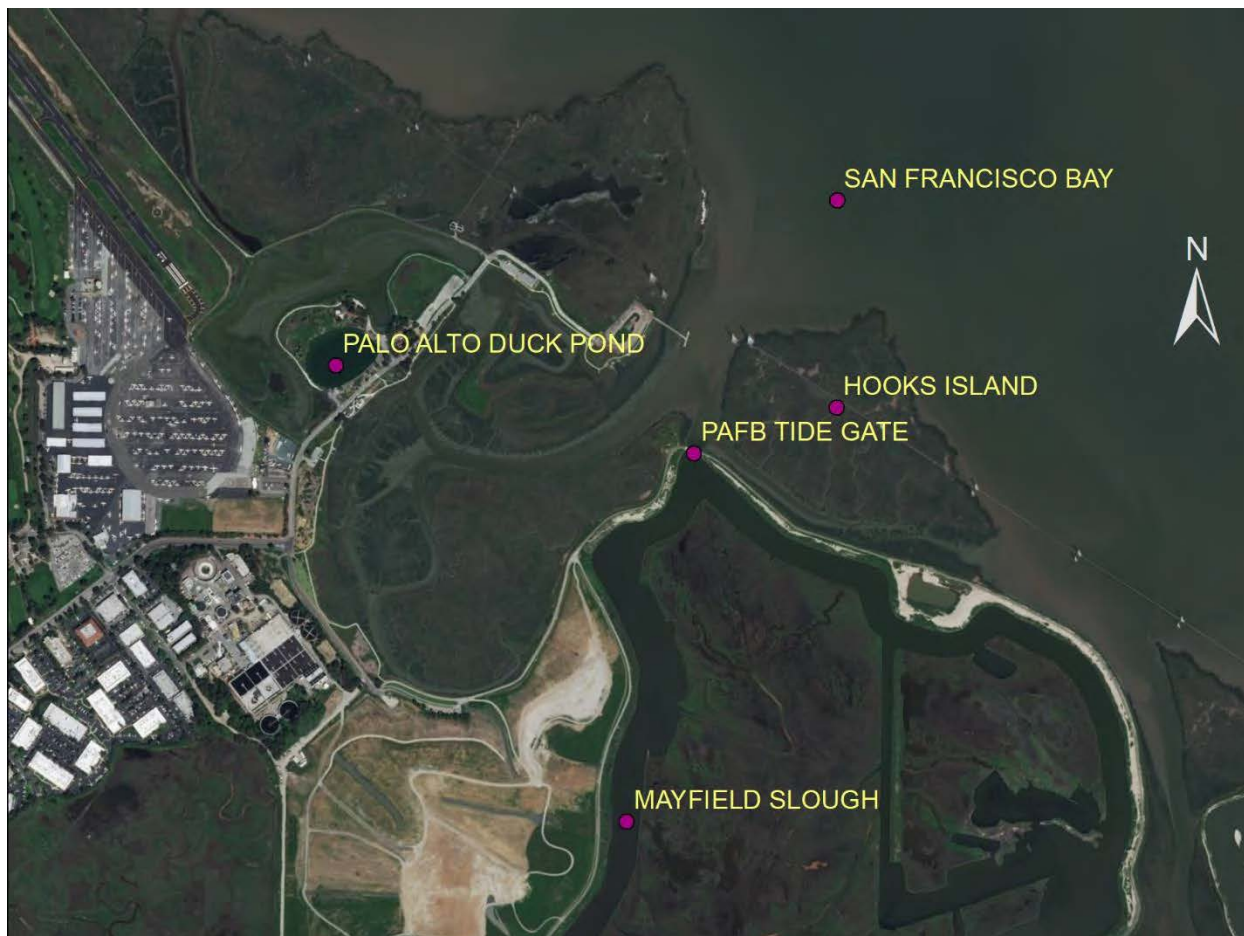 SAN FRANCISCO BAY
N
PALO ALTO DUCK POND
HOOKS ISLAND
PAFB TIDE GATE
MAYFIELD SLOUGH